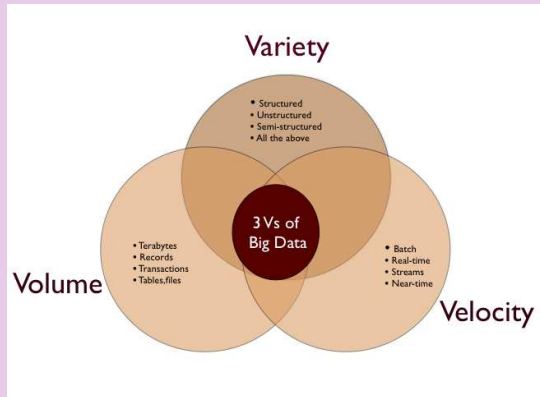 Variety
• Structured
• Unstructured
• Semi-structured
• All the above
3 Vs of
Big Data
• Terabytes
• Records
• Transactions
• Tables,files
Volume
• Batch
• Real-time
• Streams
• Near-time
Velocity